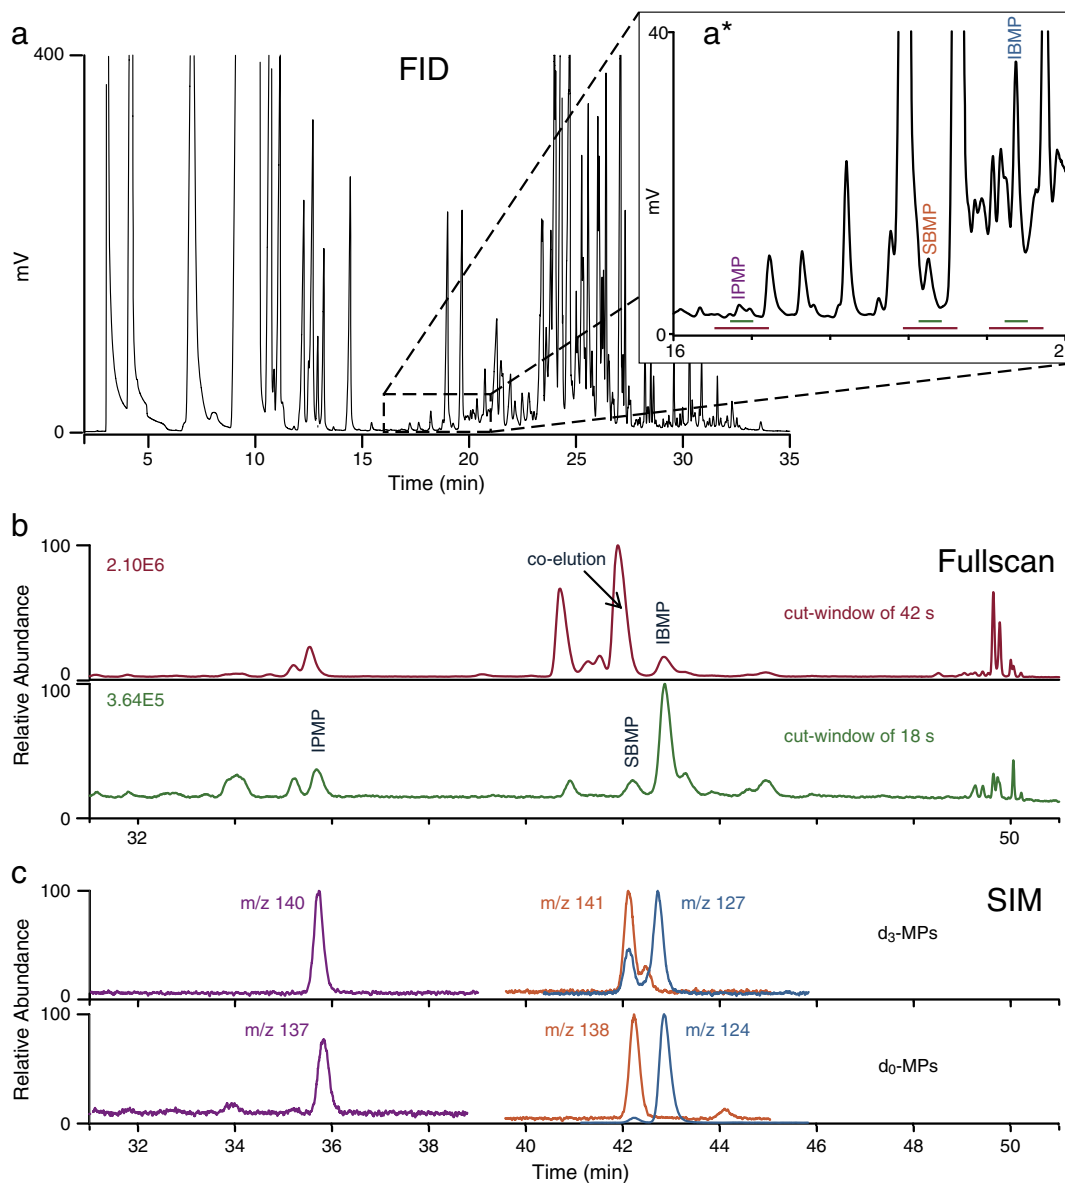 a
FID
400
mV
0
5
10
15
20
25
30
35
Time (min)
a*
40
mV
0
16
2
IPMP
SBMP
IBMP
b
Fullscan
100
0
2.10E6
co-elution
IBMP
cut-window of 42 s
Relative Abundance
100
0
3.64E5
IPMP
SBMP
cut-window of 18 s
32
50
c
SIM
100
0
m/z 140
m/z 141
m/z 127
d3-MPs
Relative Abundance
100
0
m/z 137
m/z 138
m/z 124
d0-MPs
32
34
36
38
40
42
44
46
48
50
Time (min)